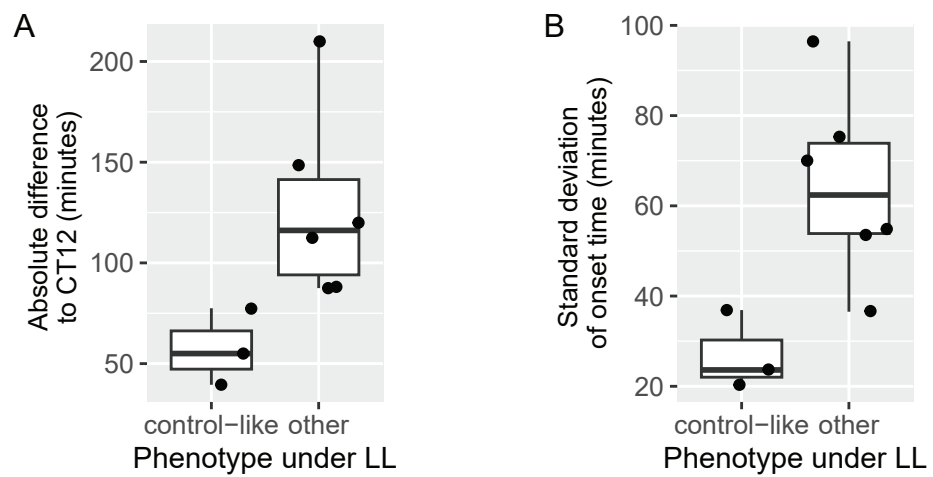 A
Absolute difference
to CT12 (minutes)
200
150
100
50
control−like other
Phenotype under LL
B
Standard deviation
of onset time (minutes)
100
80
60
40
20
control−like other
Phenotype under LL